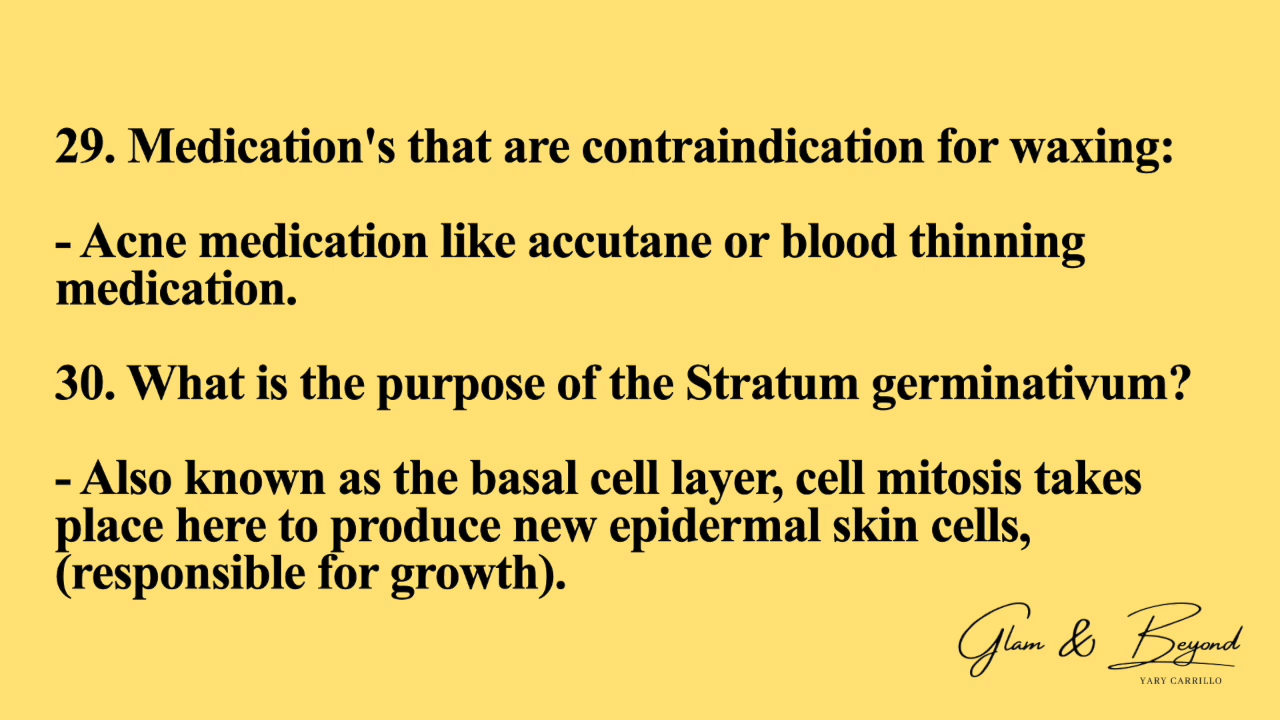 29. Medication's that are contraindication for waxing:
- Acne medication like accutane or blood thinning
medication.
30. What is the purpose of the Stratum germinativum?
- Also known as the basal cell layer, cell mitosis takes
place here to produce new epidermal skin cells,
(responsible for growth).
Glam & Beyond
YARY CARRILLO